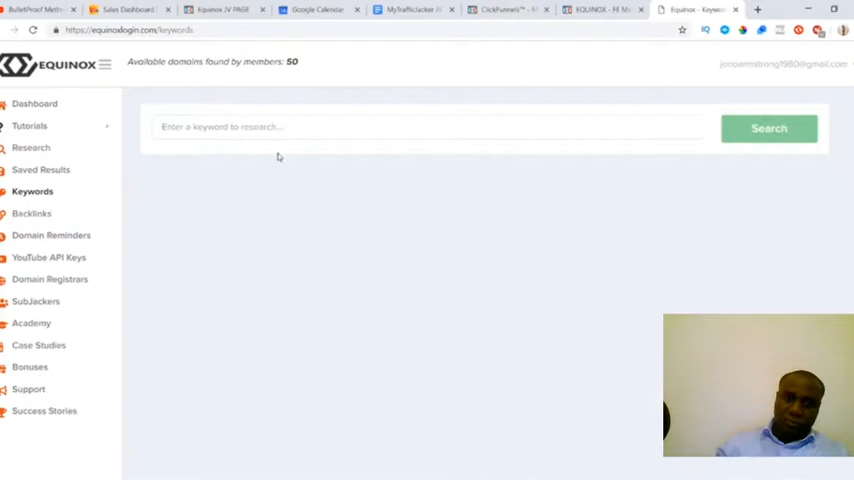 BulletProof Meth
Sales Dashboard
Equinox JV PAGE
Google Calendar
MyTrafficJacker JV
ClickFunnels™ - M
EQUINOX - FE M
Equinox - Keywor
https://equinoxlogin.com/keywords
EQUINOX
Available domains found by members: 50
jonoarmstrong1980@gmail.com
Dashboard
Tutorials
Research
Saved Results
Keywords
Backlinks
Domain Reminders
YouTube API Keys
Domain Registrars
SubJackers
Academy
Case Studies
Bonuses
Support
Success Stories
Enter a keyword to research...
Search